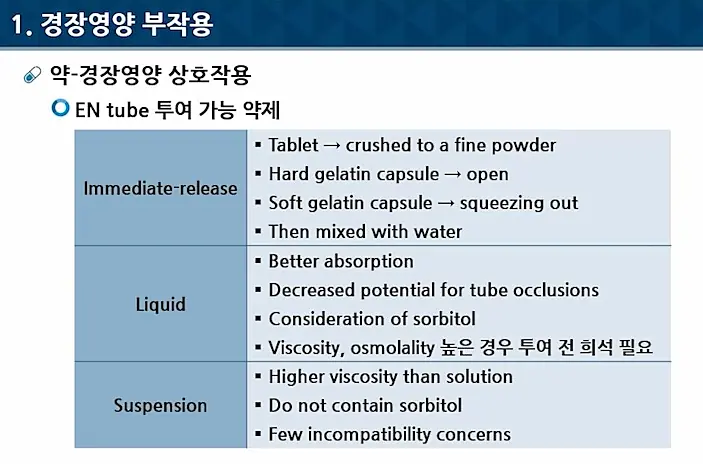 1. 경장영양 부작용
약-경장영양 상호작용
EN tube 투여 가능 약제
Immediate-release
▪ Tablet → crushed to a fine powder
▪ Hard gelatin capsule → open
▪ Soft gelatin capsule → squeezing out
▪ Then mixed with water
Liquid
▪ Better absorption
▪ Decreased potential for tube occlusions
▪ Consideration of sorbitol
▪ Viscosity, osmolality 높은 경우 투여 전 희석 필요
Suspension
▪ Higher viscosity than solution
▪ Do not contain sorbitol
▪ Few incompatibility concerns